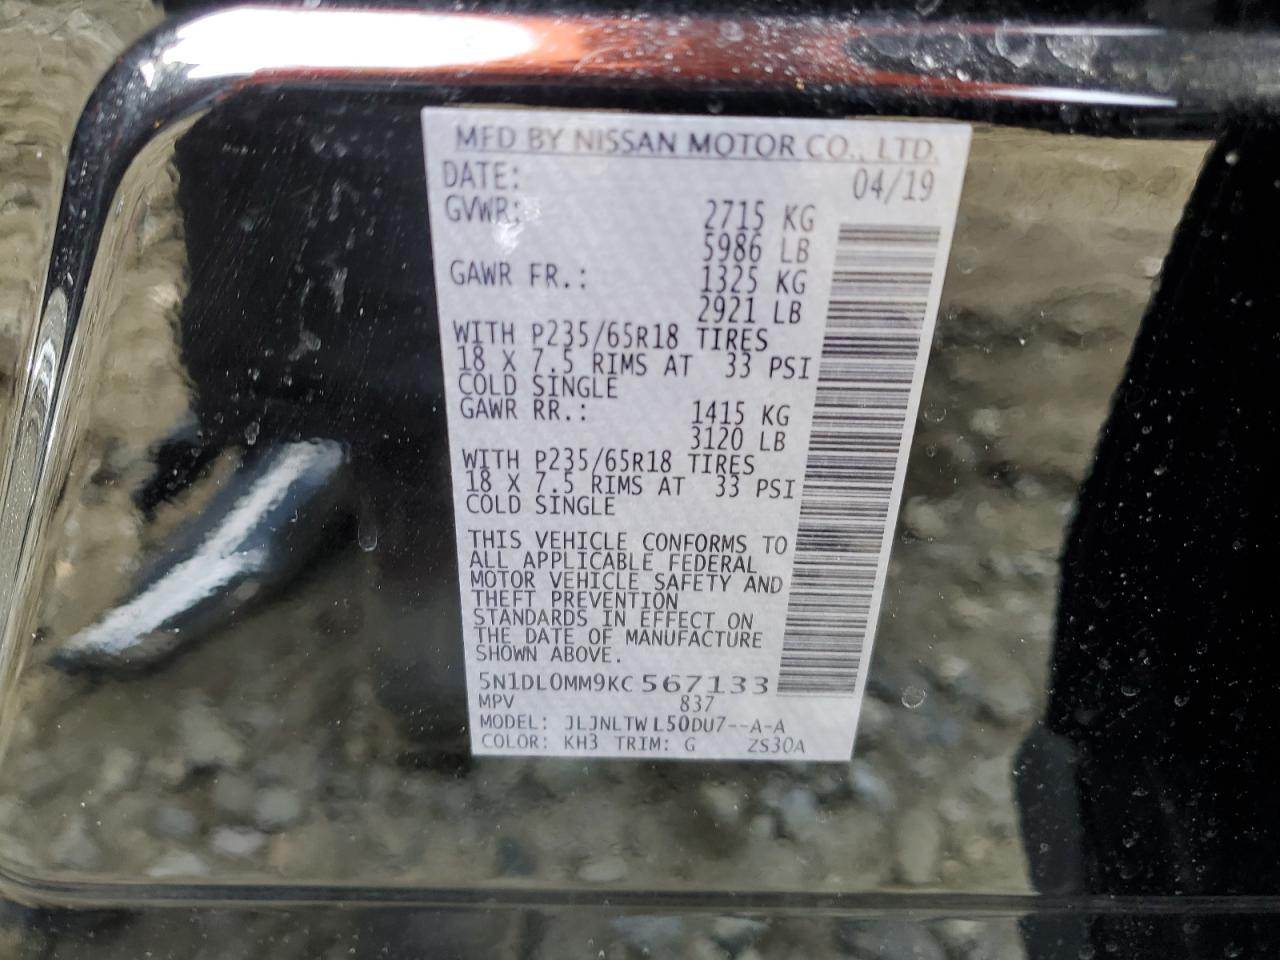 MFD BY NISSAN MOTOR CO., LTD.
DATE: 04/19
GVWR: 2715 KG
5986 LB
GAWR FR.: 1325 KG
2921 LB
WITH P235/65R18 TIRES
18 X 7.5 RIMS AT 33 PSI
COLD SINGLE
GAWR RR.: 1415 KG
3120 LB
WITH P235/65R18 TIRES
18 X 7.5 RIMS AT 33 PSI
COLD SINGLE
THIS VEHICLE CONFORMS TO
ALL APPLICABLE FEDERAL
MOTOR VEHICLE SAFETY AND
THEFT PREVENTION
STANDARDS IN EFFECT ON
THE DATE OF MANUFACTURE
SHOWN ABOVE.
5N1DL0MM9KC 567133
MPV 837
MODEL: JLJNLTW L50DU7--A-A
COLOR: KH3 TRIM: G ZS30A